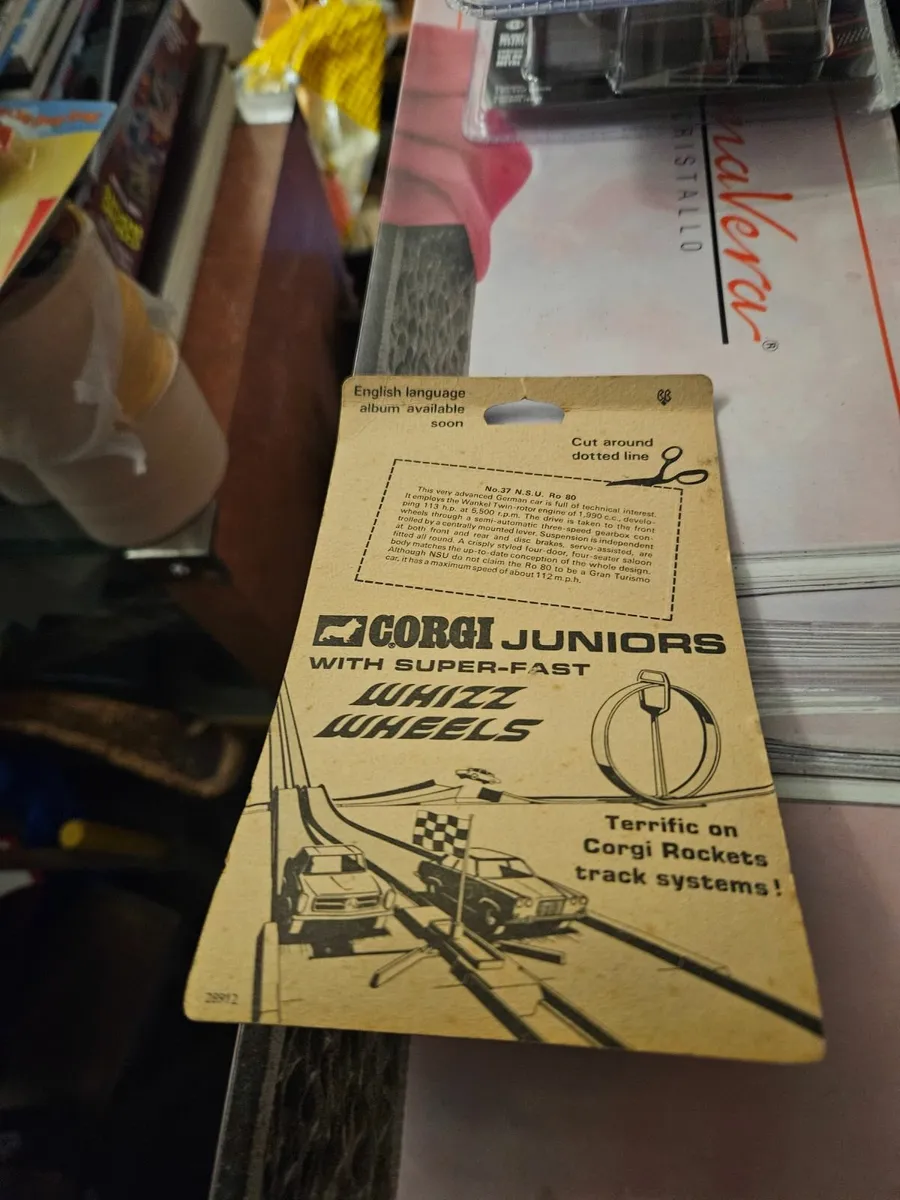 maVera
RISTALLO
®
English language
album available
soon
Cut around
dotted line
No.37 N.S.U. Ro 80
This very advanced German car is full of technical interest.
It employs the Wankel Twin-rotor engine of 1,990 c.c., develo-
ping 113 h.p. at 5,500 r.p.m. The drive is taken to the front
wheels through a semi-automatic three-speed gearbox con-
trolled by a centrally mounted lever. Suspension is independent
at both front and rear and disc brakes, servo-assisted, are
fitted all round. A crisply styled four-door, four-seater saloon
body matches the up-to-date conception of the whole design.
Although NSU do not claim the Ro 80 to be a Gran Turismo
car, it has a maximum speed of about 112 m.p.h.
CORGI JUNIORS
WITH SUPER-FAST
WHIZZ
WHEELS
Terrific on
Corgi Rockets
track systems!
28912